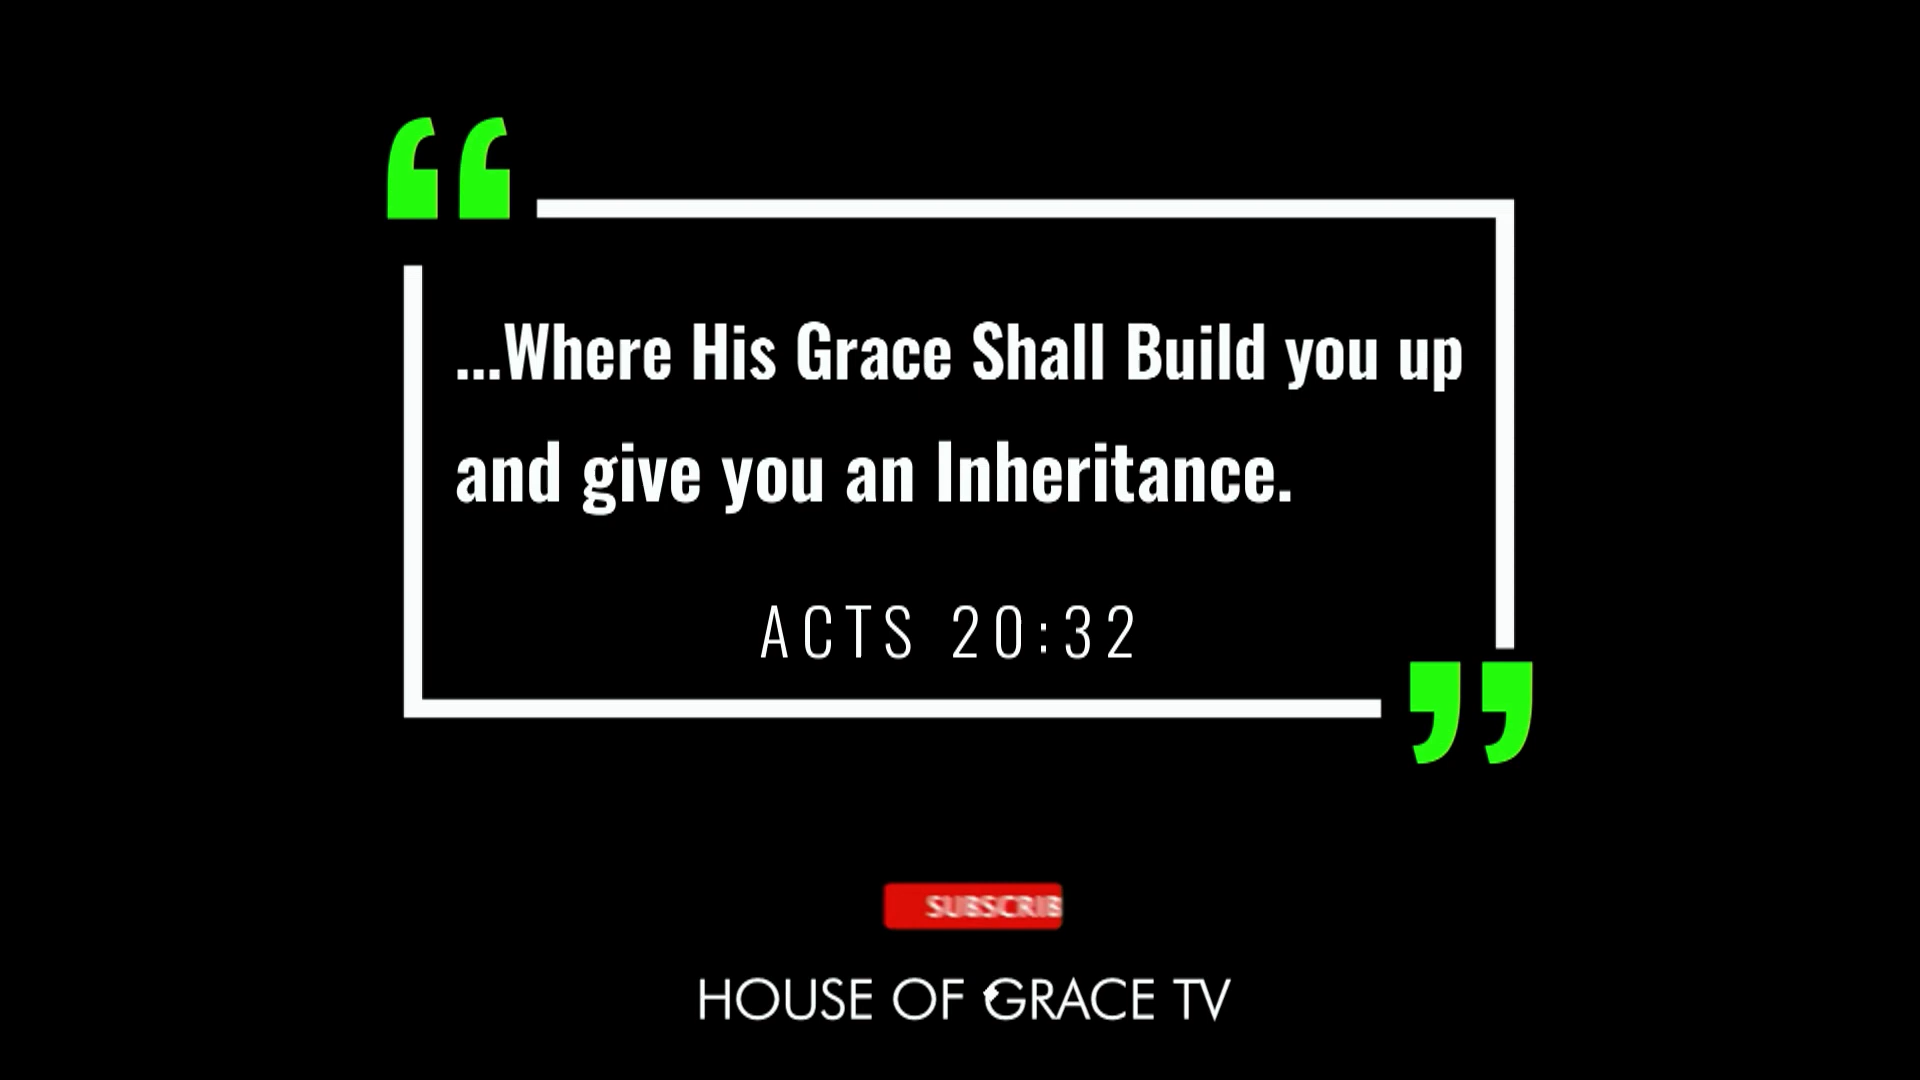 ...Where His Grace Shall Build you up
and give you an Inheritance.
ACTS 20:32
SUBSCRIB
HOUSE OF GRACE TV